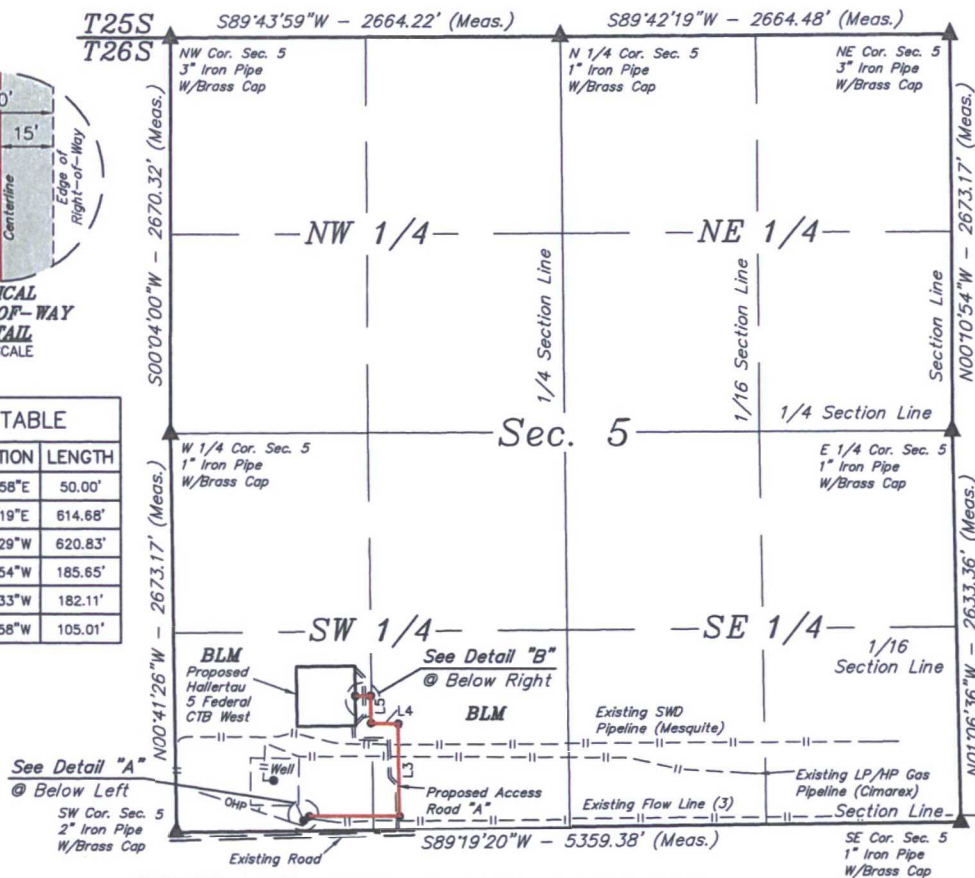 T25S
T26S
S89°43'59"W - 2664.22' (Meas.)
S89°42'19"W - 2664.48' (Meas.)
NW Cor. Sec. 5
3" Iron Pipe
W/Brass Cap
N 1/4 Cor. Sec. 5
1" Iron Pipe
W/Brass Cap
NE Cor. Sec. 5
3" Iron Pipe
W/Brass Cap
0'
15'
Centerline
Edge of
Right-of-Way
ICAL
OF-WAY
TAIL
SCALE
S00°04'00"W - 2670.32' (Meas.)
N00°10'54"W - 2673.17' (Meas.)
NW 1/4
NE 1/4
1/4 Section Line
1/16 Section Line
Section Line
1/4 Section Line
Sec. 5
W 1/4 Cor. Sec. 5
1" Iron Pipe
W/Brass Cap
E 1/4 Cor. Sec. 5
1" Iron Pipe
W/Brass Cap
TABLE
TION LENGTH
58"E 50.00'
19"E 614.68'
29"W 620.83'
54"W 185.65'
33"W 182.11'
58"W 105.01'
N00°41'26"W - 2673.17' (Meas.)
N01°06'36"W - 2633.36' (Meas.)
SW 1/4
SE 1/4
1/16
Section Line
BLM
Proposed
Hallertau
5 Federal
CTB West
See Detail "B"
@ Below Right
BLM
L5
L4
L3
Existing SWD
Pipeline (Mesquite)
Well
OHP
See Detail "A"
@ Below Left
Proposed Access
Road "A"
Existing LP/HP Gas
Pipeline (Cimarex)
Existing Flow Line (3)
Section Line
SW Cor. Sec. 5
2" Iron Pipe
W/Brass Cap
Existing Road
S89°19'20"W - 5359.38' (Meas.)
SE Cor. Sec. 5
1" Iron Pipe
W/Brass Cap